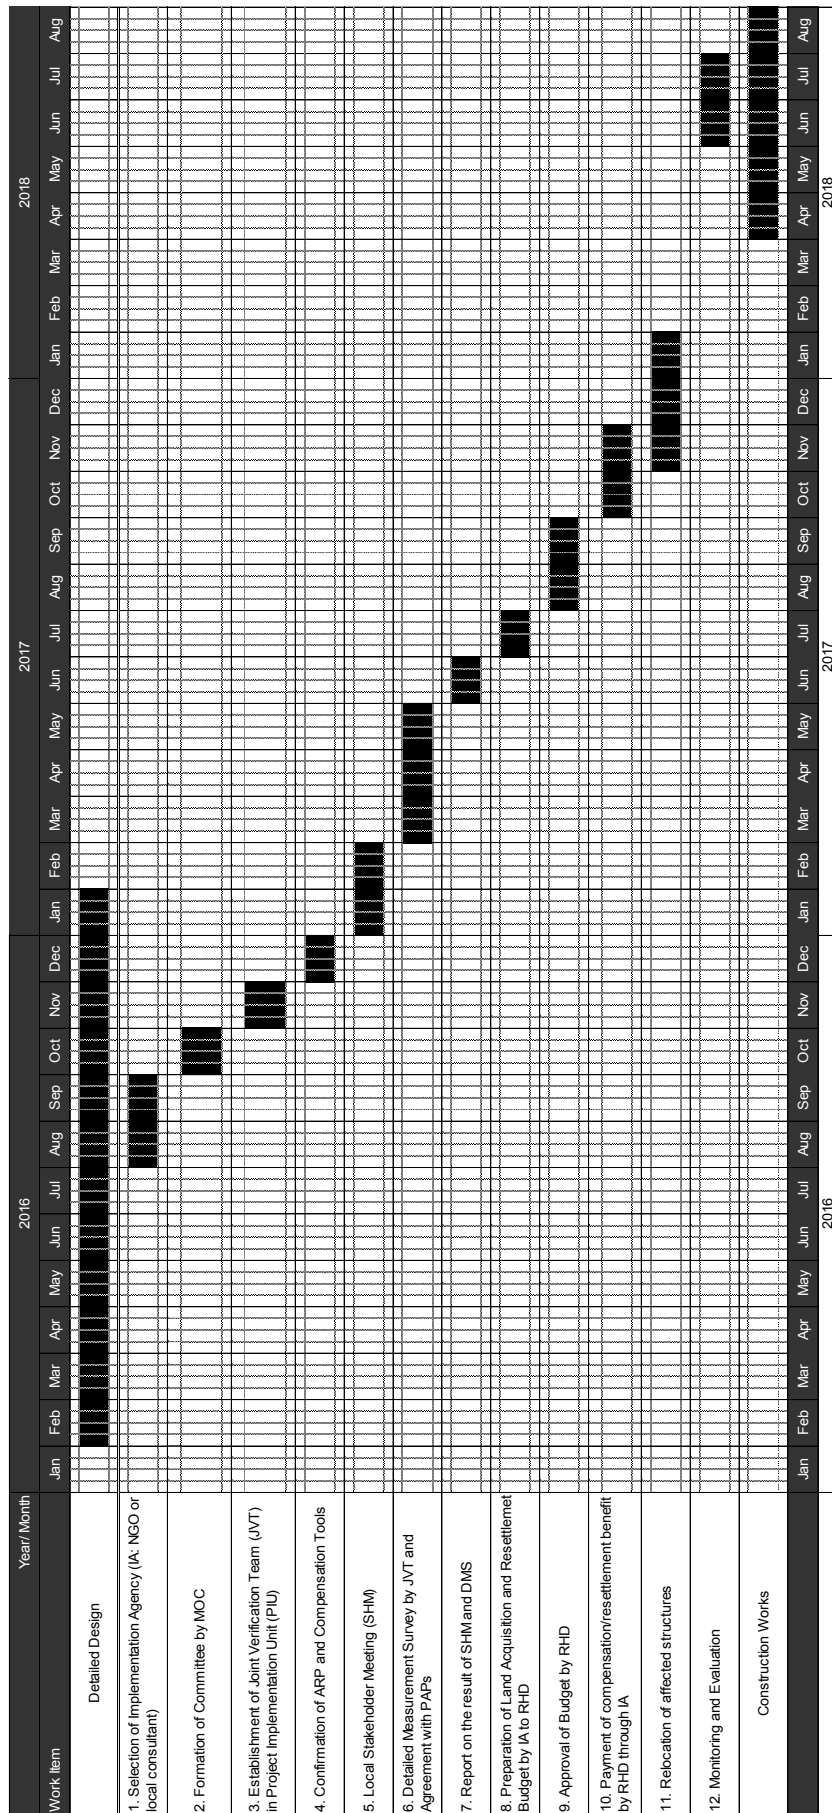 Work Item
Year/ Month
2016
2017
2018
Jan Feb Mar Apr May Jun Jul Aug Sep Oct Nov Dec Jan Feb Mar Apr May Jun Jul Aug Sep Oct Nov Dec Jan Feb Mar Apr May Jun Jul Aug
Detailed Design
1. Selection of Implementation Agency (IA: NGO or
local consultant)
2. Formation of Committee by MOC
3. Establishment of Joint Verification Team (JVT)
in Project Implementation Unit (PIU)
4. Confirmation of ARP and Compensation Tools
5. Local Stakeholder Meeting (SHM)
6. Detailed Measurement Survey by JVT and
Agreement with PAPs
7. Report on the result of SHM and DMS
8. Preparation of Land Acquisition and Resettlemet
Budget by IA to RHD
9. Approval of Budget by RHD
10. Payment of compensation/resettlement benefit
by RHD through IA
11. Relocation of affected structures
12. Monitoring and Evaluation
Construction Works
Jan Feb Mar Apr May Jun Jul Aug Sep Oct Nov Dec Jan Feb Mar Apr May Jun Jul Aug Sep Oct Nov Dec Jan Feb Mar Apr May Jun Jul Aug
2016
2017
2018